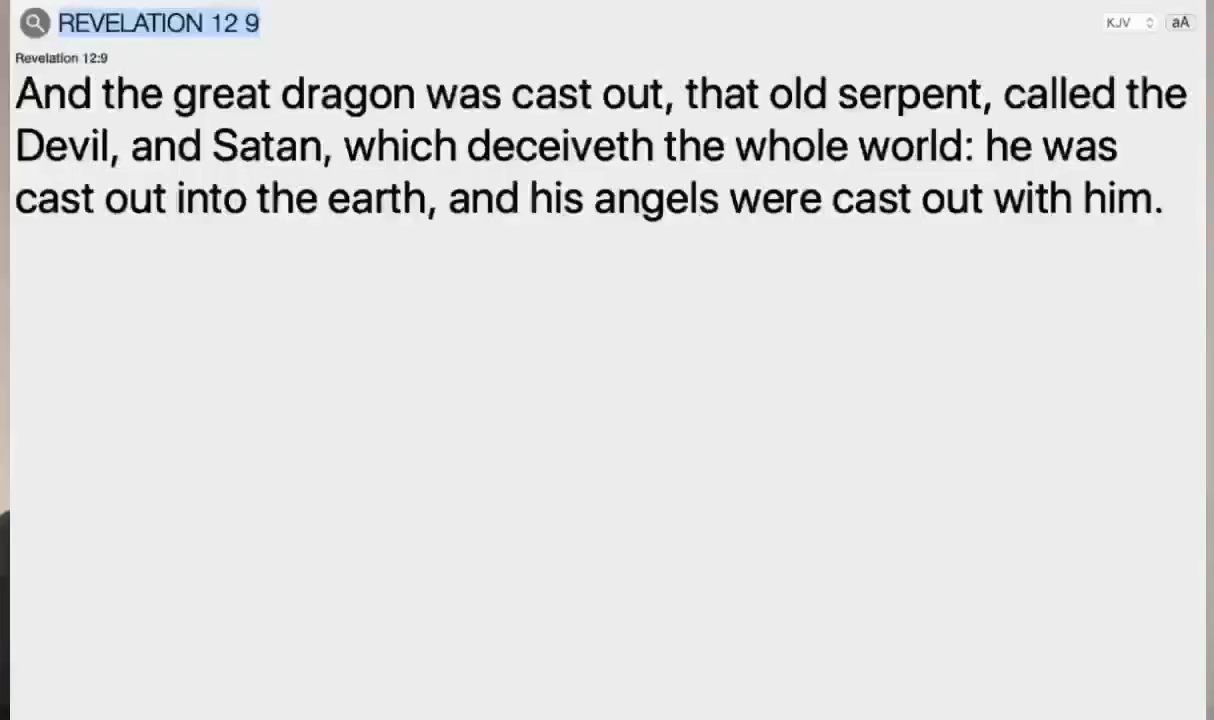 REVELATION 12 9
KJV
aA
Revelation 12:9
And the great dragon was cast out, that old serpent, called the
Devil, and Satan, which deceiveth the whole world: he was
cast out into the earth, and his angels were cast out with him.